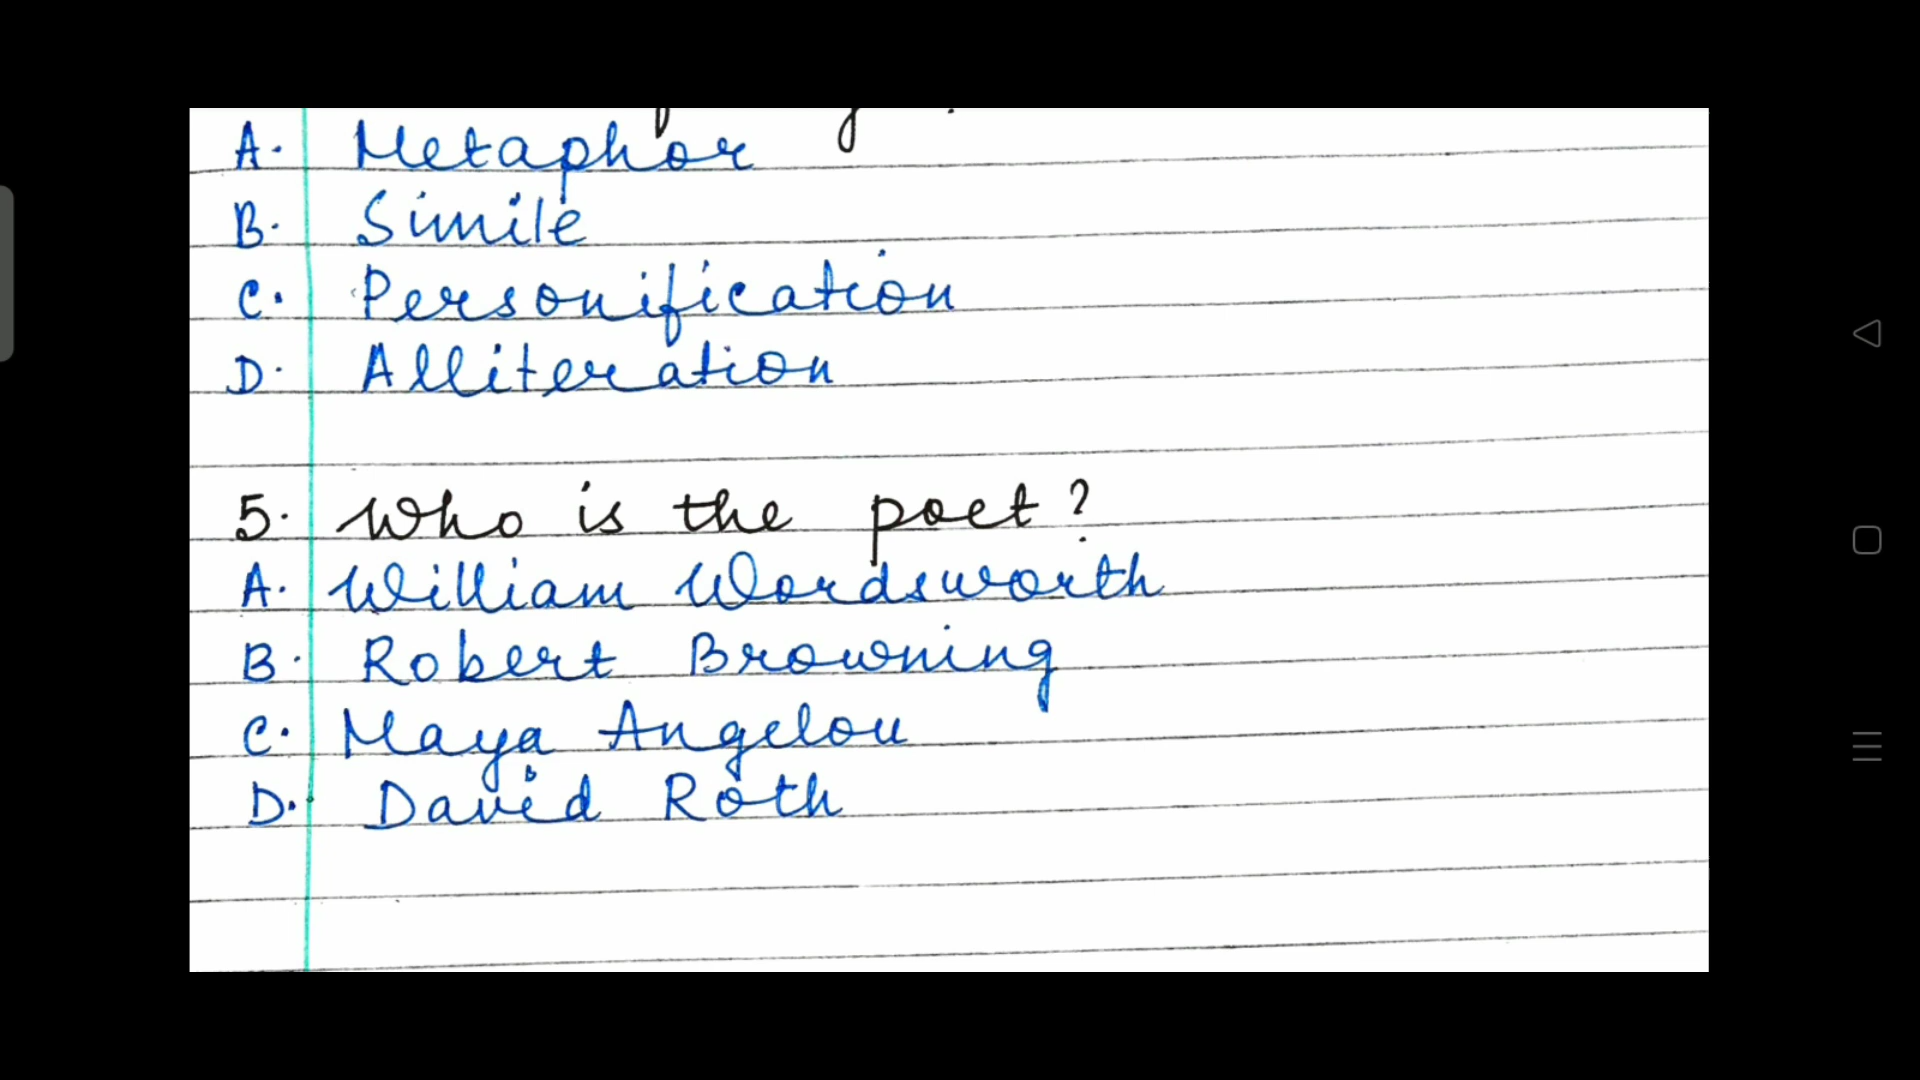 A. Metaphor
B. Simile
C. Personification
D. Alliteration
5. Who is the poet?
A. William Wordsworth
B. Robert Browning
C. Maya Angelou
D. David Roth